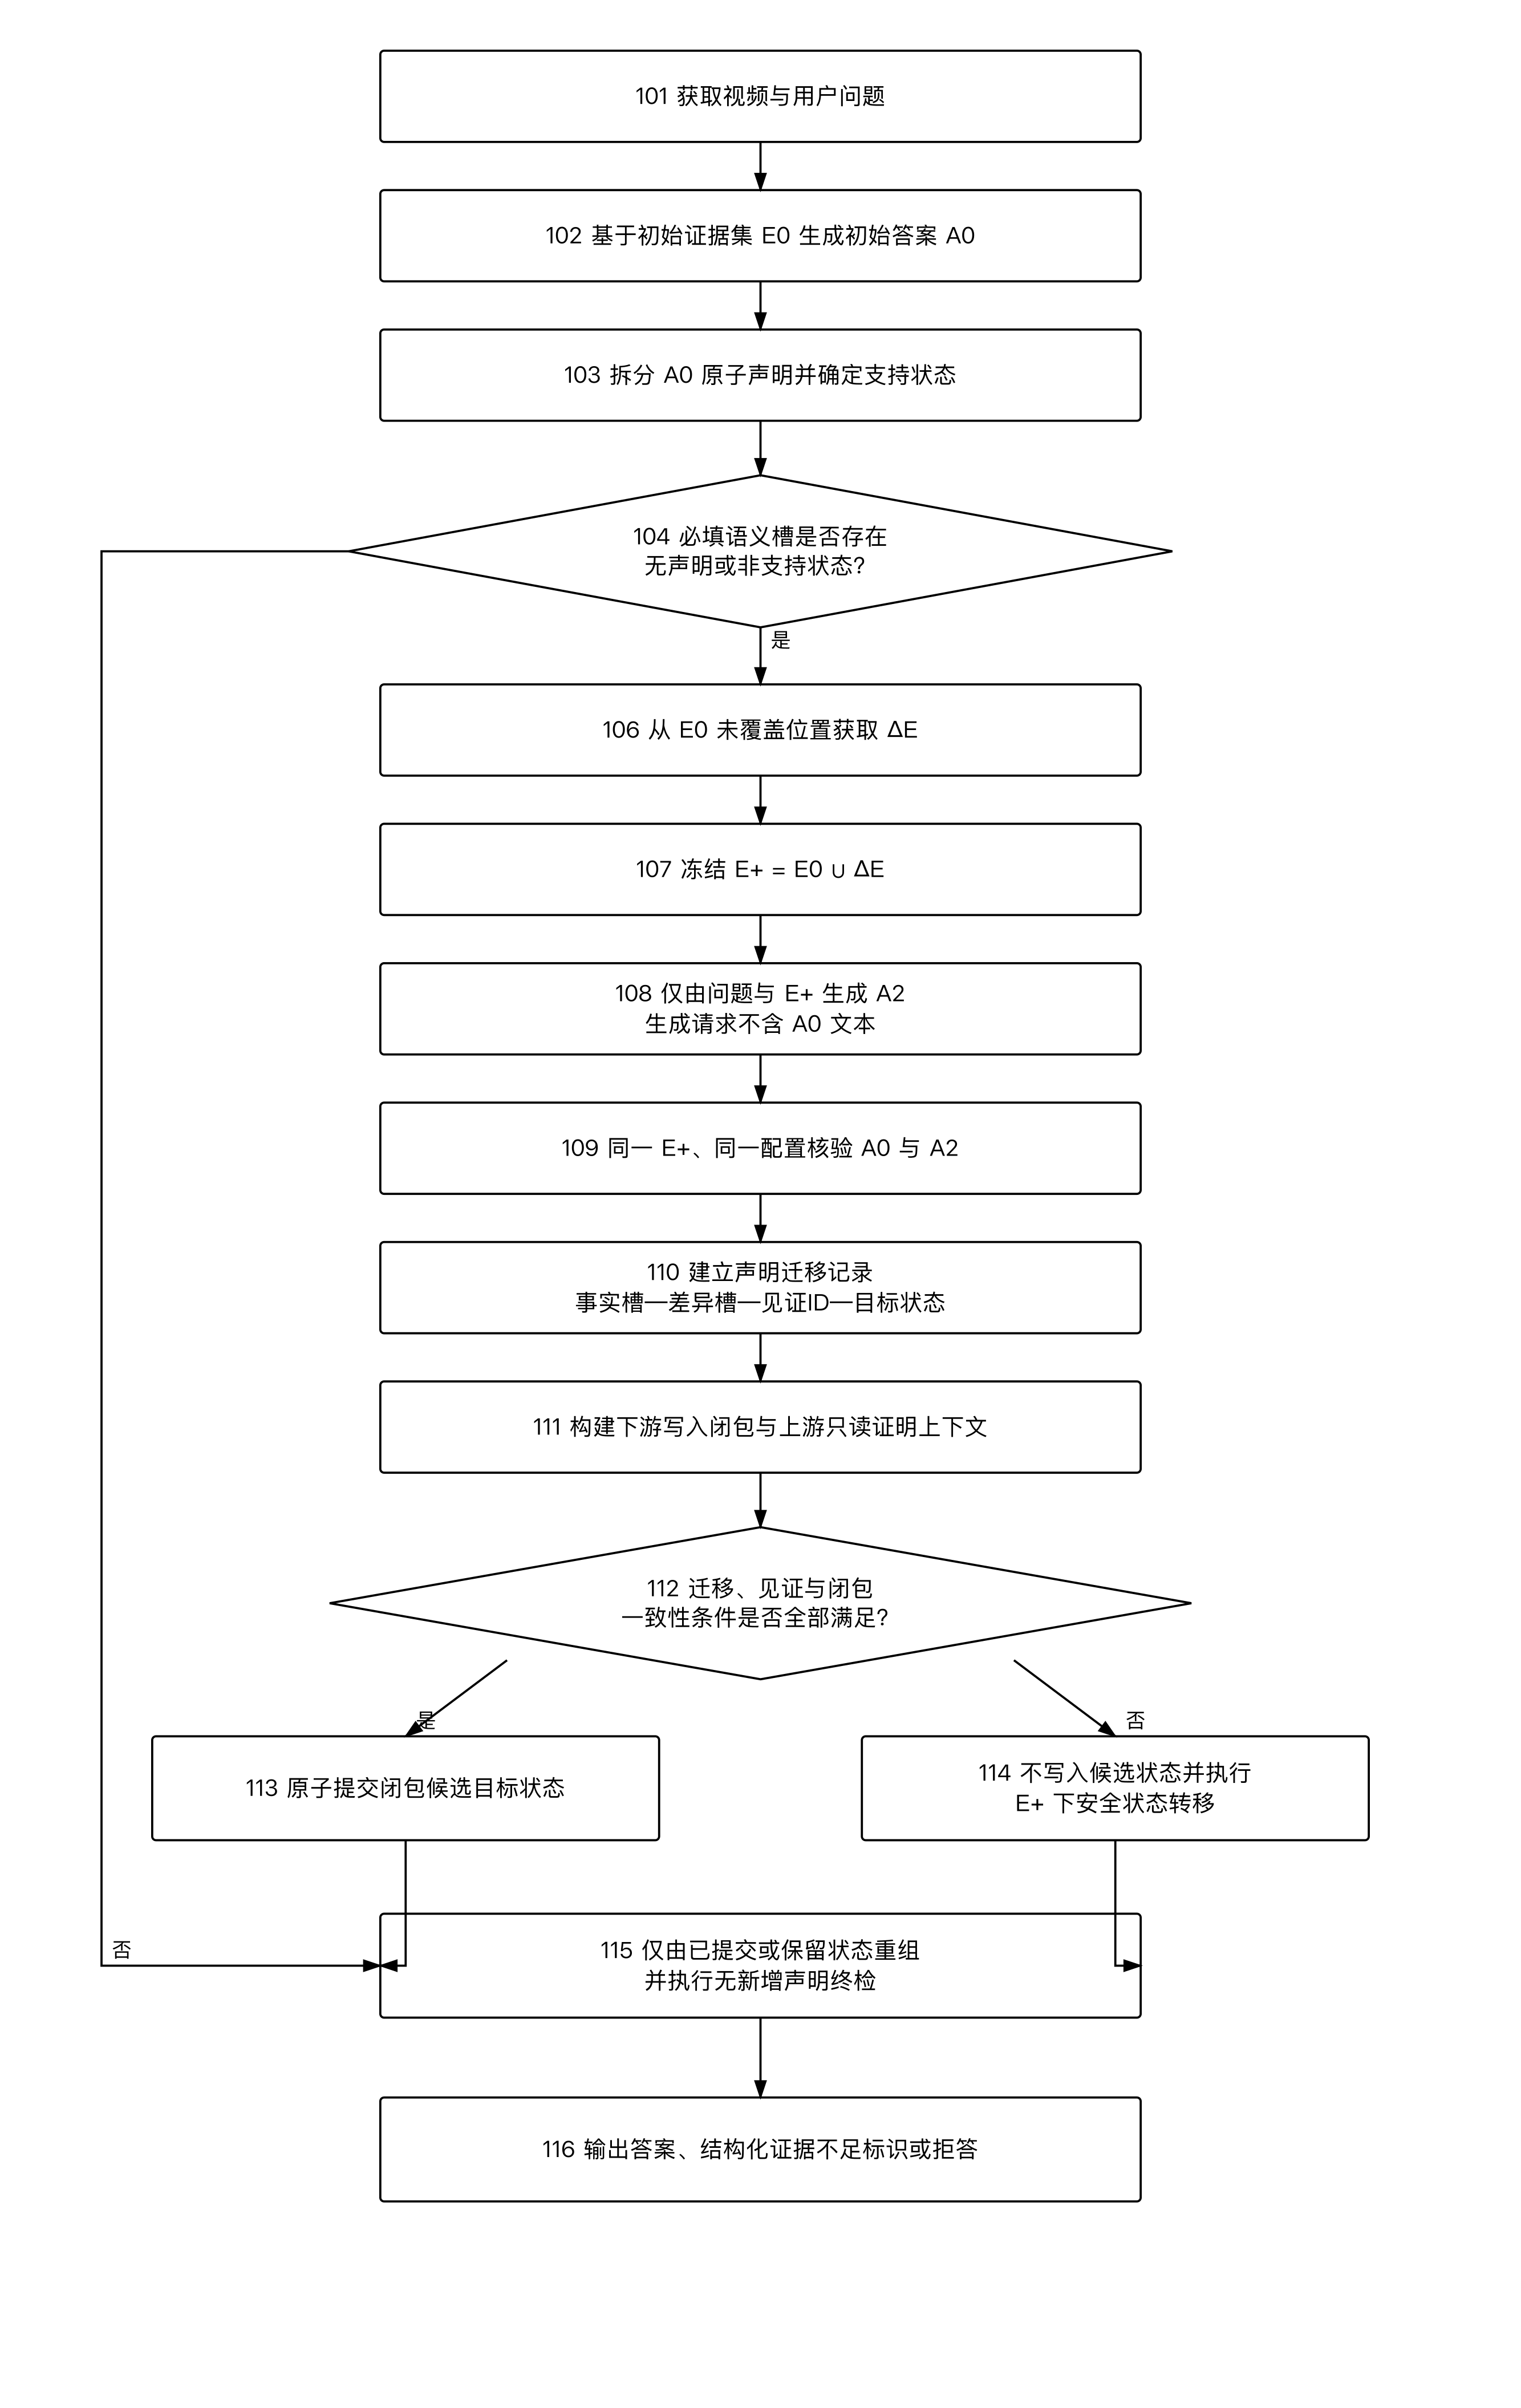 101 获取视频与用户问题
102 基于初始证据集 E0 生成初始答案 A0
103 拆分 A0 原子声明并确定支持状态
104 必填语义槽是否存在
无声明或非支持状态?
是
106 从 E0 未覆盖位置获取 ΔE
107 冻结 E+ = E0 ∪ ΔE
108 仅由问题与 E+ 生成 A2
生成请求不含 A0 文本
109 同一 E+、同一配置核验 A0 与 A2
110 建立声明迁移记录
事实槽—差异槽—见证ID—目标状态
111 构建下游写入闭包与上游只读证明上下文
112 迁移、见证与闭包
一致性条件是否全部满足?
是
否
113 原子提交闭包候选目标状态
114 不写入候选状态并执行
E+ 下安全状态转移
否
115 仅由已提交或保留状态重组
并执行无新增声明终检
116 输出答案、结构化证据不足标识或拒答